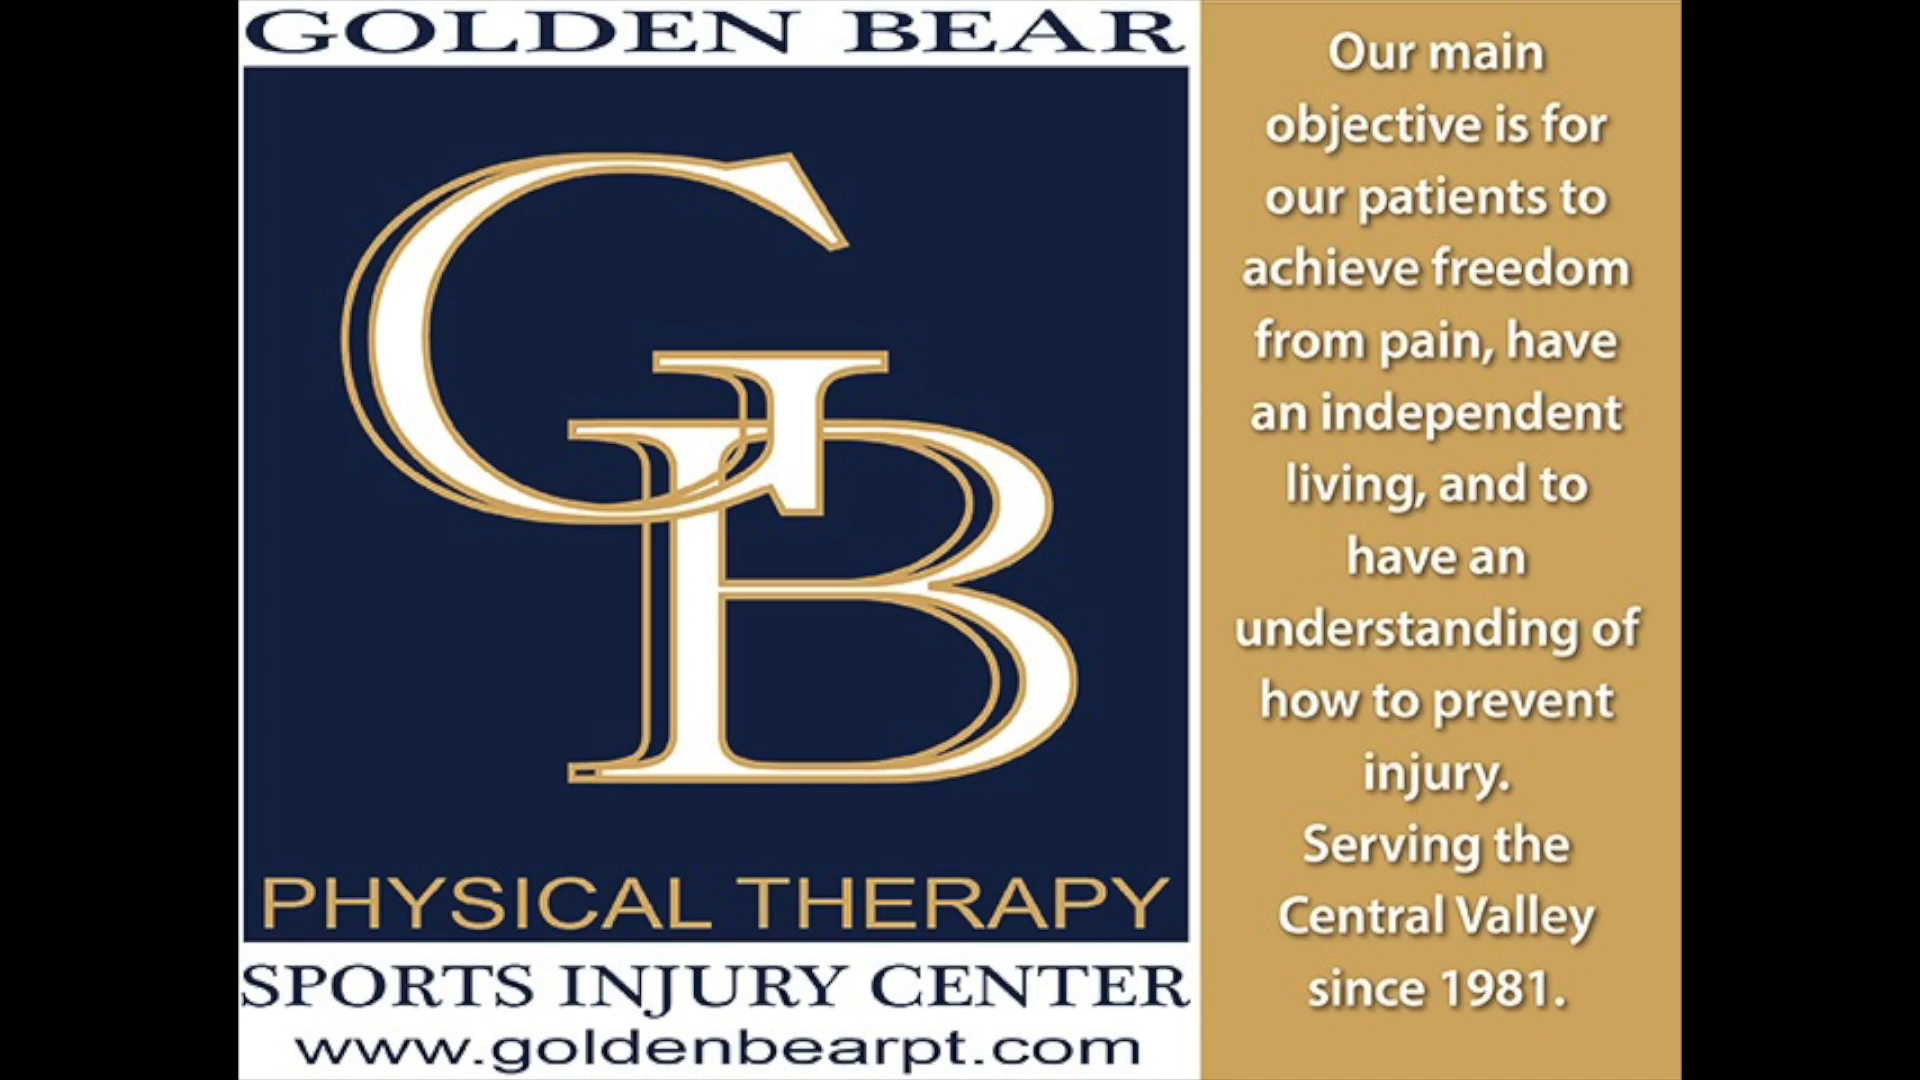 GOLDEN BEAR
GB
PHYSICAL THERAPY
SPORTS INJURY CENTER
www.goldenbearpt.com
Our main
objective is for
our patients to
achieve freedom
from pain, have
an independent
living, and to
have an
understanding of
how to prevent
injury.
Serving the
Central Valley
since 1981.